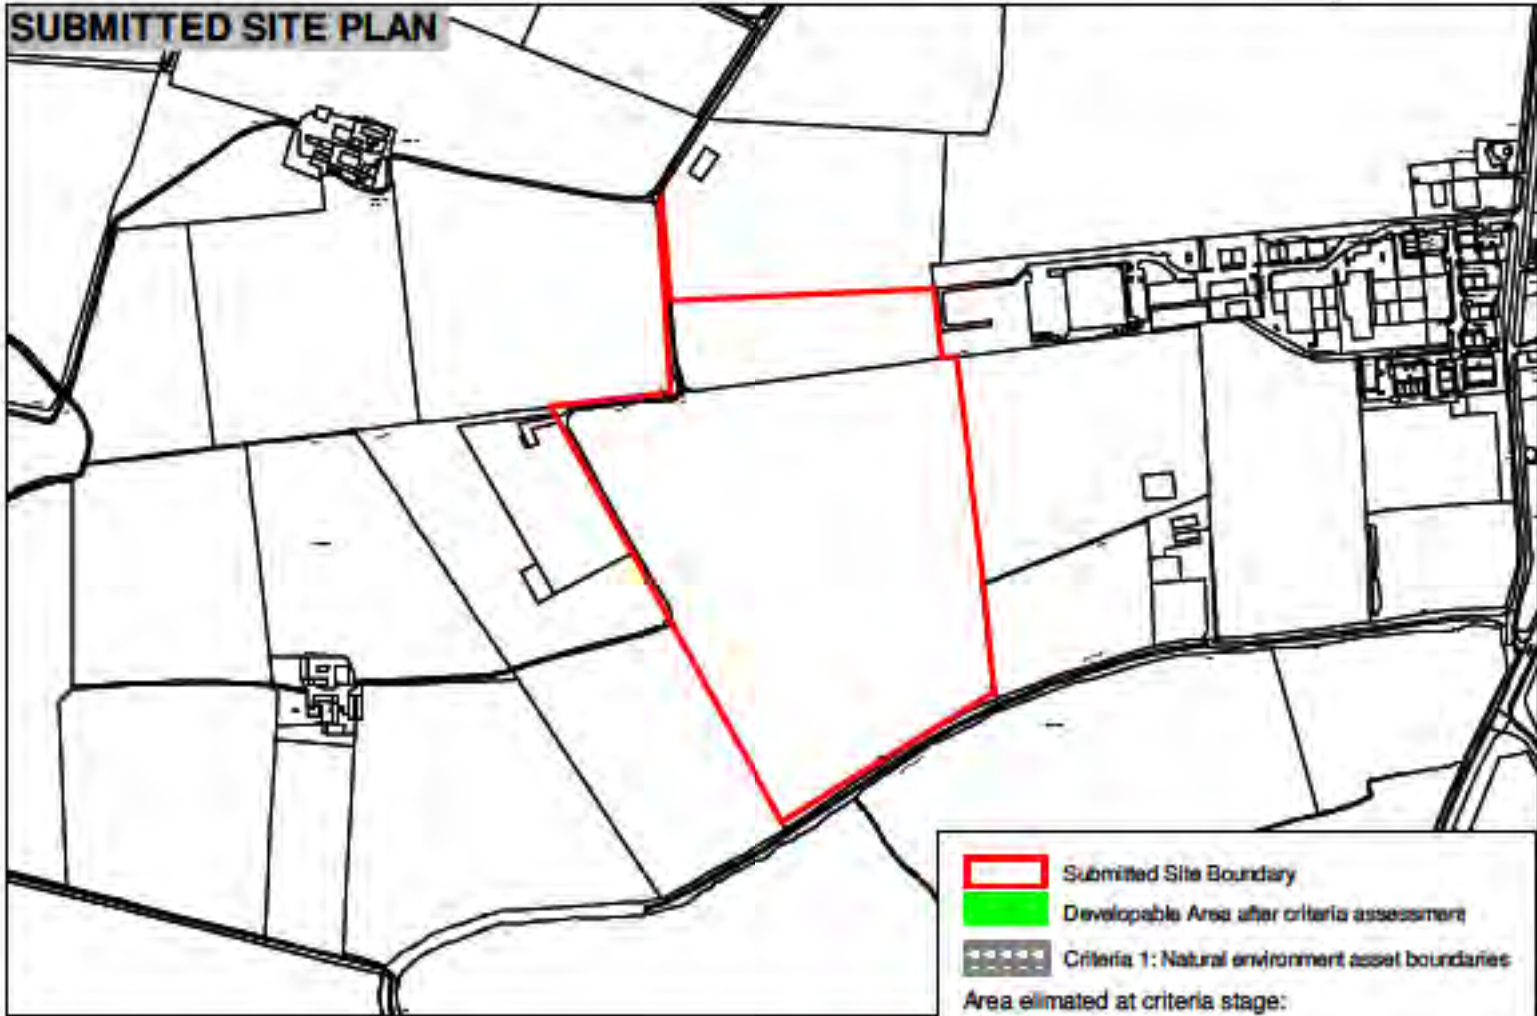 SUBMITTED SITE PLAN
Submitted Site Boundary
Developable Area after criteria assessment
Criteria 1: Natural environment asset boundaries
Area elimated at criteria stage: